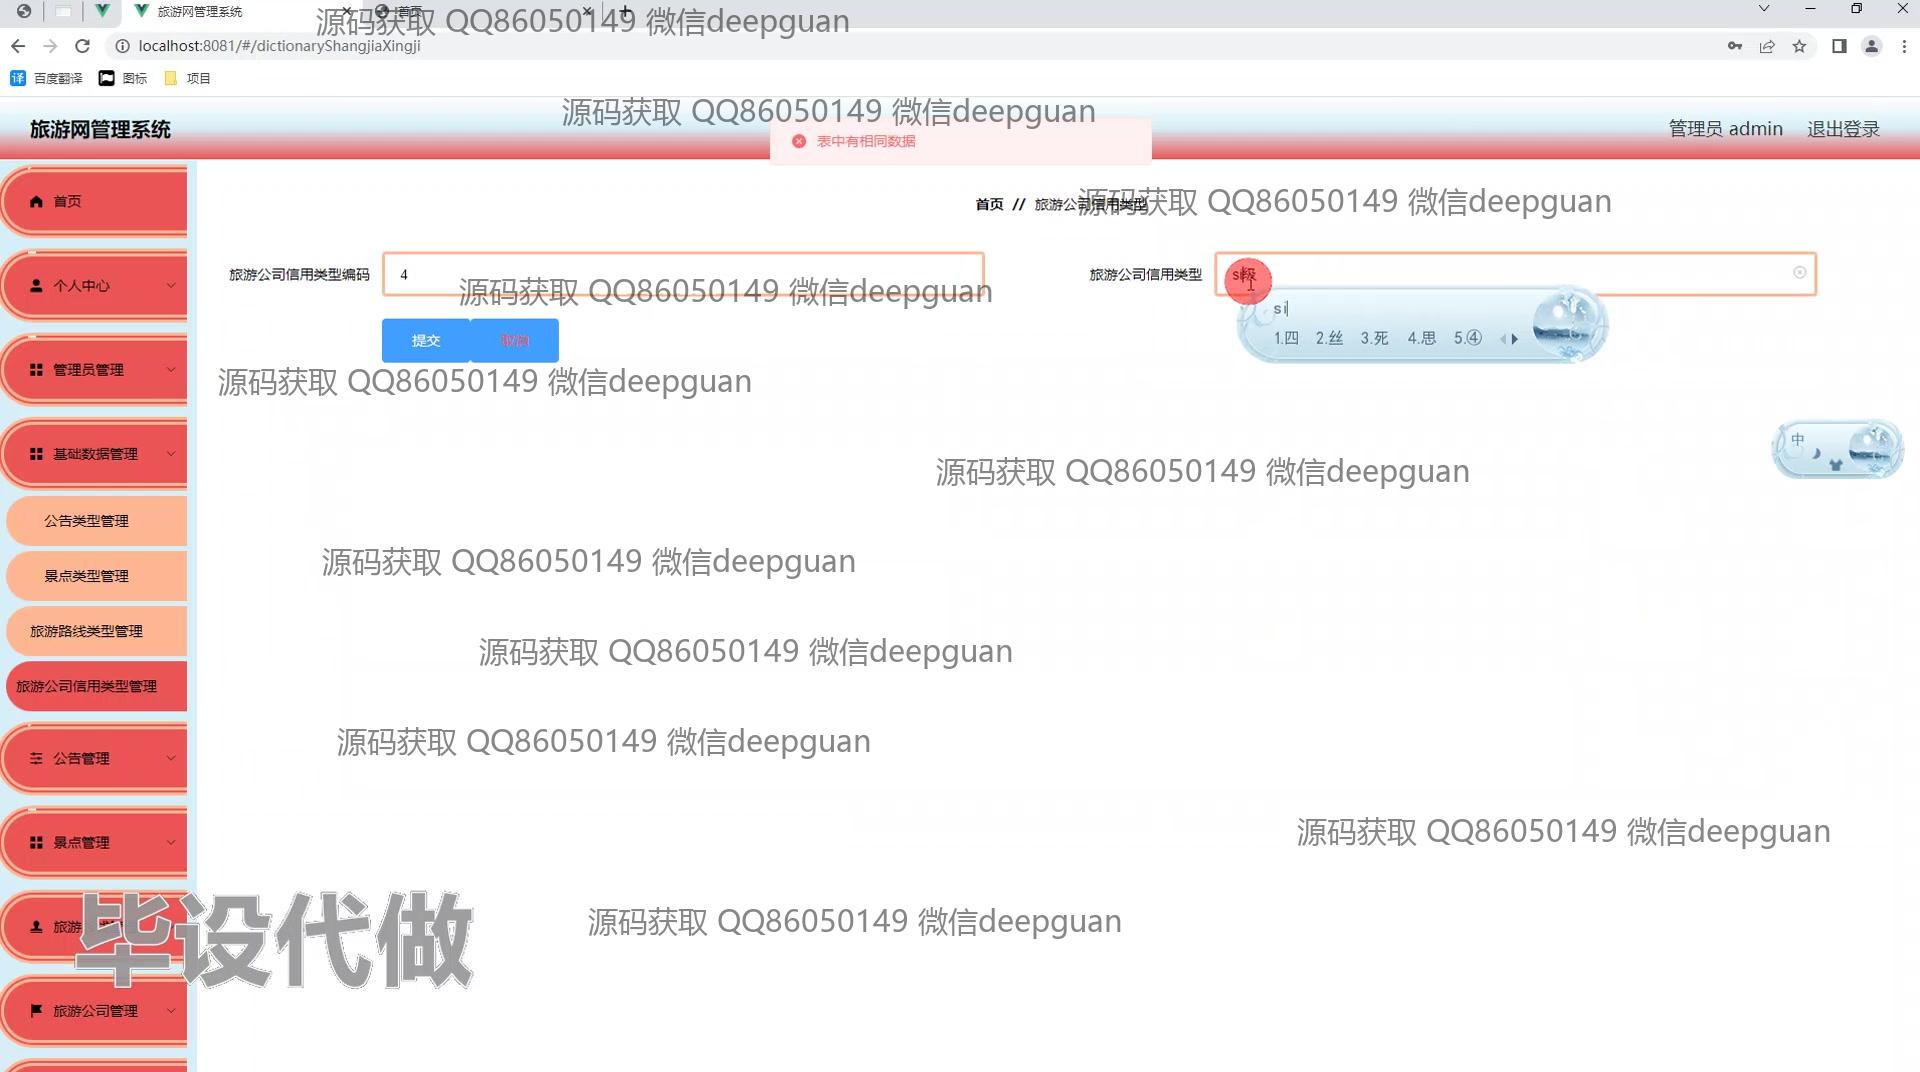 旅游网管理系统
首页
源码获取 QQ86050149 微信deepguan
localhost:8081/#/dictionaryShangjiaXingji
译 百度翻译 图标 项目
源码获取 QQ86050149 微信deepguan
旅游网管理系统
表中有相同数据
管理员 admin 退出登录
首页
首页 // 旅游公司信用类型
源码获取 QQ86050149 微信deepguan
个人中心
旅游公司信用类型编码 4
旅游公司信用类型 si级
源码获取 QQ86050149 微信deepguan
si
1.四 2.丝 3.死 4.思 5.④
提交 取消
管理员管理
源码获取 QQ86050149 微信deepguan
中
基础数据管理
源码获取 QQ86050149 微信deepguan
公告类型管理
源码获取 QQ86050149 微信deepguan
景点类型管理
旅游路线类型管理
源码获取 QQ86050149 微信deepguan
旅游公司信用类型管理
源码获取 QQ86050149 微信deepguan
公告管理
源码获取 QQ86050149 微信deepguan
景点管理
源码获取 QQ86050149 微信deepguan
旅游
毕设代做
旅游公司管理